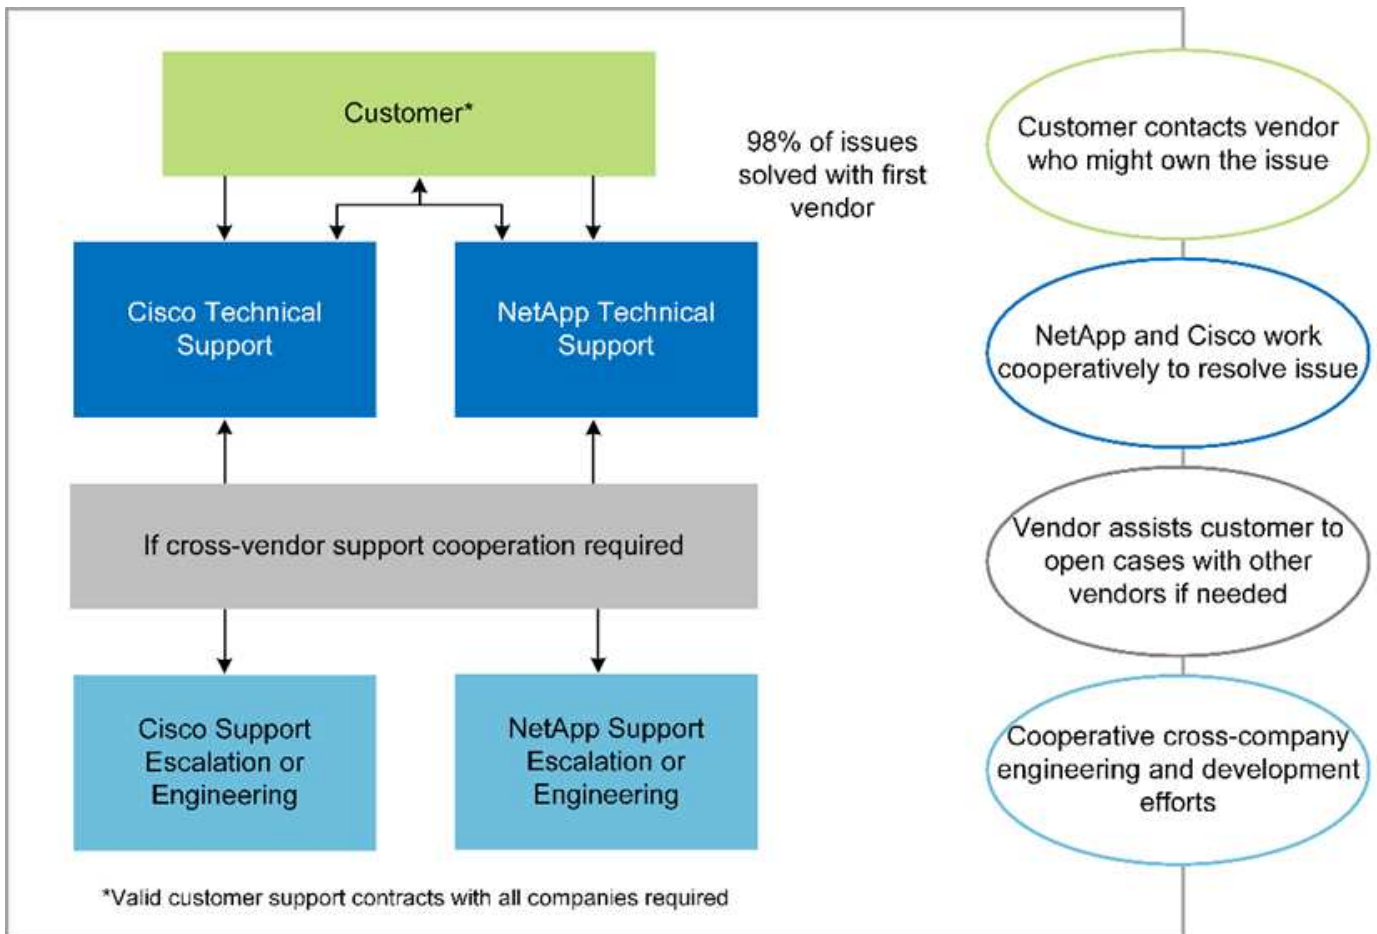 Customer*
98% of issues
solved with first
vendor
Cisco Technical
Support
NetApp Technical
Support
If cross-vendor support cooperation required
Cisco Support
Escalation or
Engineering
NetApp Support
Escalation or
Engineering
*Valid customer support contracts with all companies required
Customer contacts vendor
who might own the issue
NetApp and Cisco work
cooperatively to resolve issue
Vendor assists customer to
open cases with other
vendors if needed
Cooperative cross-company
engineering and development
efforts